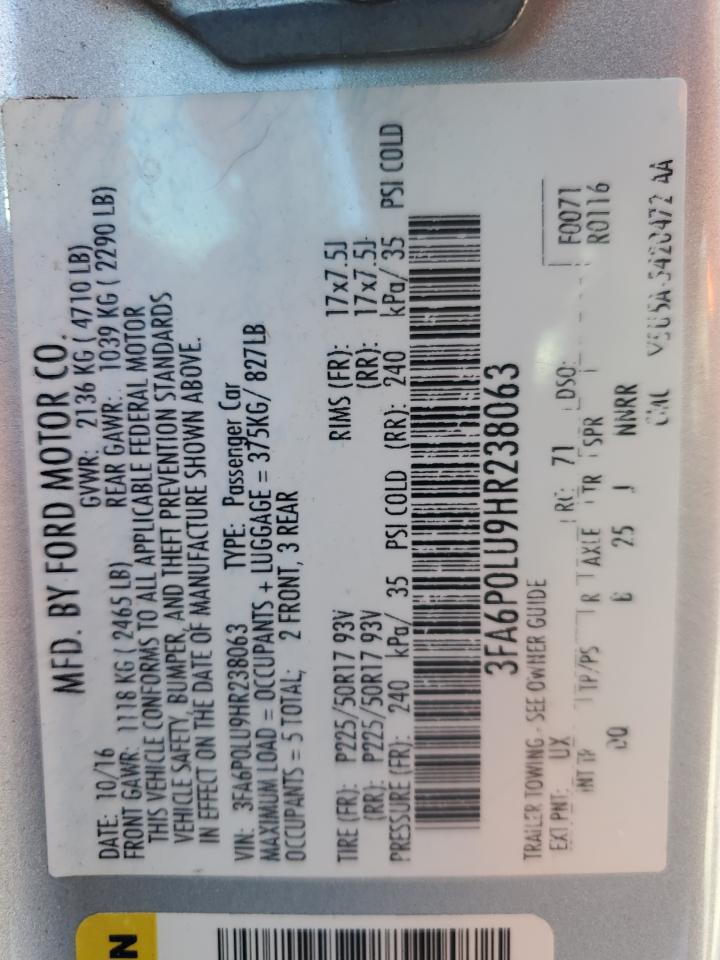 MFD. BY FORD MOTOR CO.
DATE: 10/16 GVWR: 2136 KG ( 4710 LB)
FRONT GAWR: 1118 KG ( 2465 LB) REAR GAWR: 1039 KG ( 2290 LB)
THIS VEHICLE CONFORMS TO ALL APPLICABLE FEDERAL MOTOR
VEHICLE SAFETY, BUMPER, AND THEFT PREVENTION STANDARDS
IN EFFECT ON THE DATE OF MANUFACTURE SHOWN ABOVE.
VIN: 3FA6P0LU9HR238063 TYPE: Passenger Car
MAXIMUM LOAD = OCCUPANTS + LUGGAGE = 375KG/ 827LB
OCCUPANTS = 5 TOTAL; 2 FRONT, 3 REAR
TIRE (FR): P225/50R17 93V RIMS (FR): 17x7.5J
(RR): P225/50R17 93V (RR): 17x7.5J
PRESSURE (FR): 240 kPa/ 35 PSI COLD (RR): 240 kPa/ 35 PSI COLD
3FA6P0LU9HR238063
TRAILER TOWING - SEE OWNER GUIDE
EXT PNT: UX RC: 71 DSO: F0071
INT TR TP/PS R AXLE TR SPR R0116
25 J NNRR
N